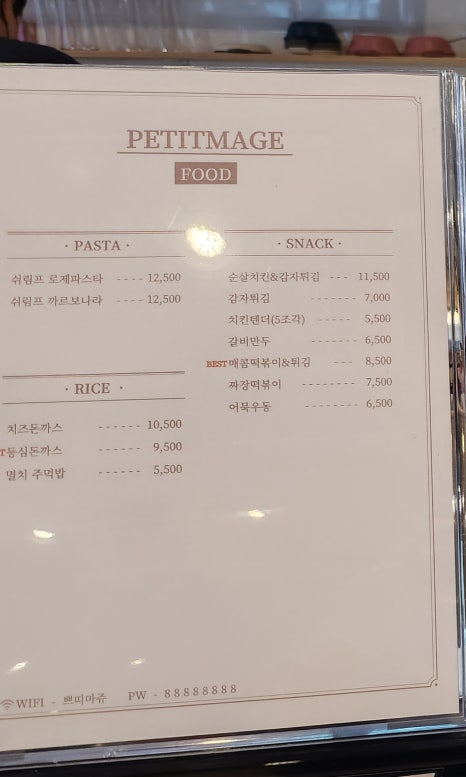 PETITMAGE
FOOD
· PASTA ·
쉬림프 로제파스타 ---- 12,500
쉬림프 까르보나라 ---- 12,500
· RICE ·
치즈돈까스 ------ 10,500
T 등심돈까스 ------ 9,500
멸치 주먹밥 ------ 5,500
· SNACK ·
순살치킨&감자튀김 --- 11,500
감자튀김 ------- 7,000
치킨텐더(5조각) ------ 5,500
갈비만두 ------- 6,500
BEST 매콤떡볶이&튀김 --- 8,500
짜장떡볶이 -------- 7,500
어묵우동 -------- 6,500
WIFI - 쁘띠마쥬 PW - 88888888